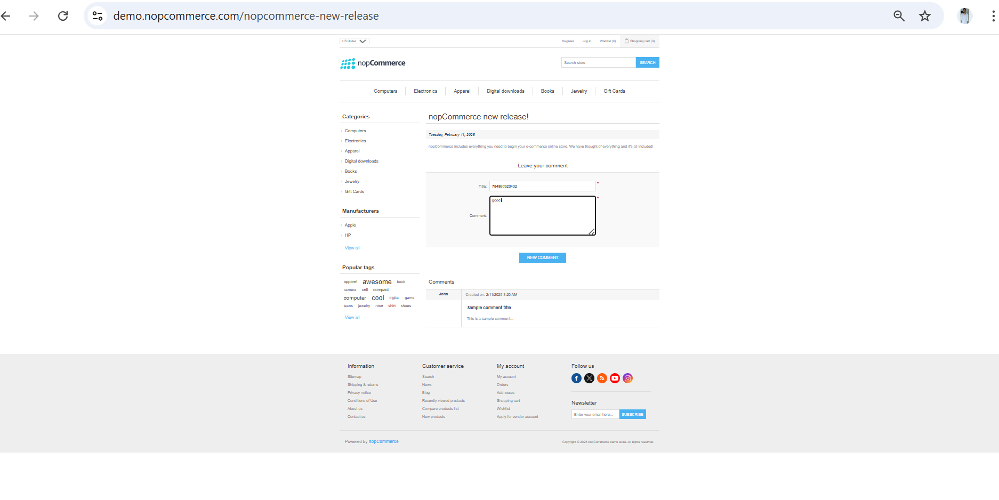 demo.nopcommerce.com/nopcommerce-new-release
US Dollar Register Log in Wishlist (0) Shopping cart (0)
nopCommerce Search store SEARCH
Computers Electronics Apparel Digital downloads Books Jewelry Gift Cards
Categories
Computers
Electronics
Apparel
Digital downloads
Books
Jewelry
Gift Cards
Manufacturers
Apple
HP
View all
Popular tags
apparel awesome book
camera cell compact
computer cool digital game
jeans jewelry nice shirt shoes
View all
nopCommerce new release!
Tuesday, February 11, 2025
nopCommerce includes everything you need to begin your e-commerce online store. We have thought of everything and it's all included!
Leave your comment
Title: 784860923432 *
Comment: good *
NEW COMMENT
Comments
John Created on: 2/11/2025 3:20 AM
Sample comment title
This is a sample comment...
Information
Sitemap
Shipping & returns
Privacy notice
Conditions of Use
About us
Contact us
Customer service
Search
News
Blog
Recently viewed products
Compare products list
New products
My account
My account
Orders
Addresses
Shopping cart
Wishlist
Apply for vendor account
Follow us
Newsletter
Enter your email here... SUBSCRIBE
Powered by nopCommerce
Copyright © 2025 nopCommerce demo store. All rights reserved.